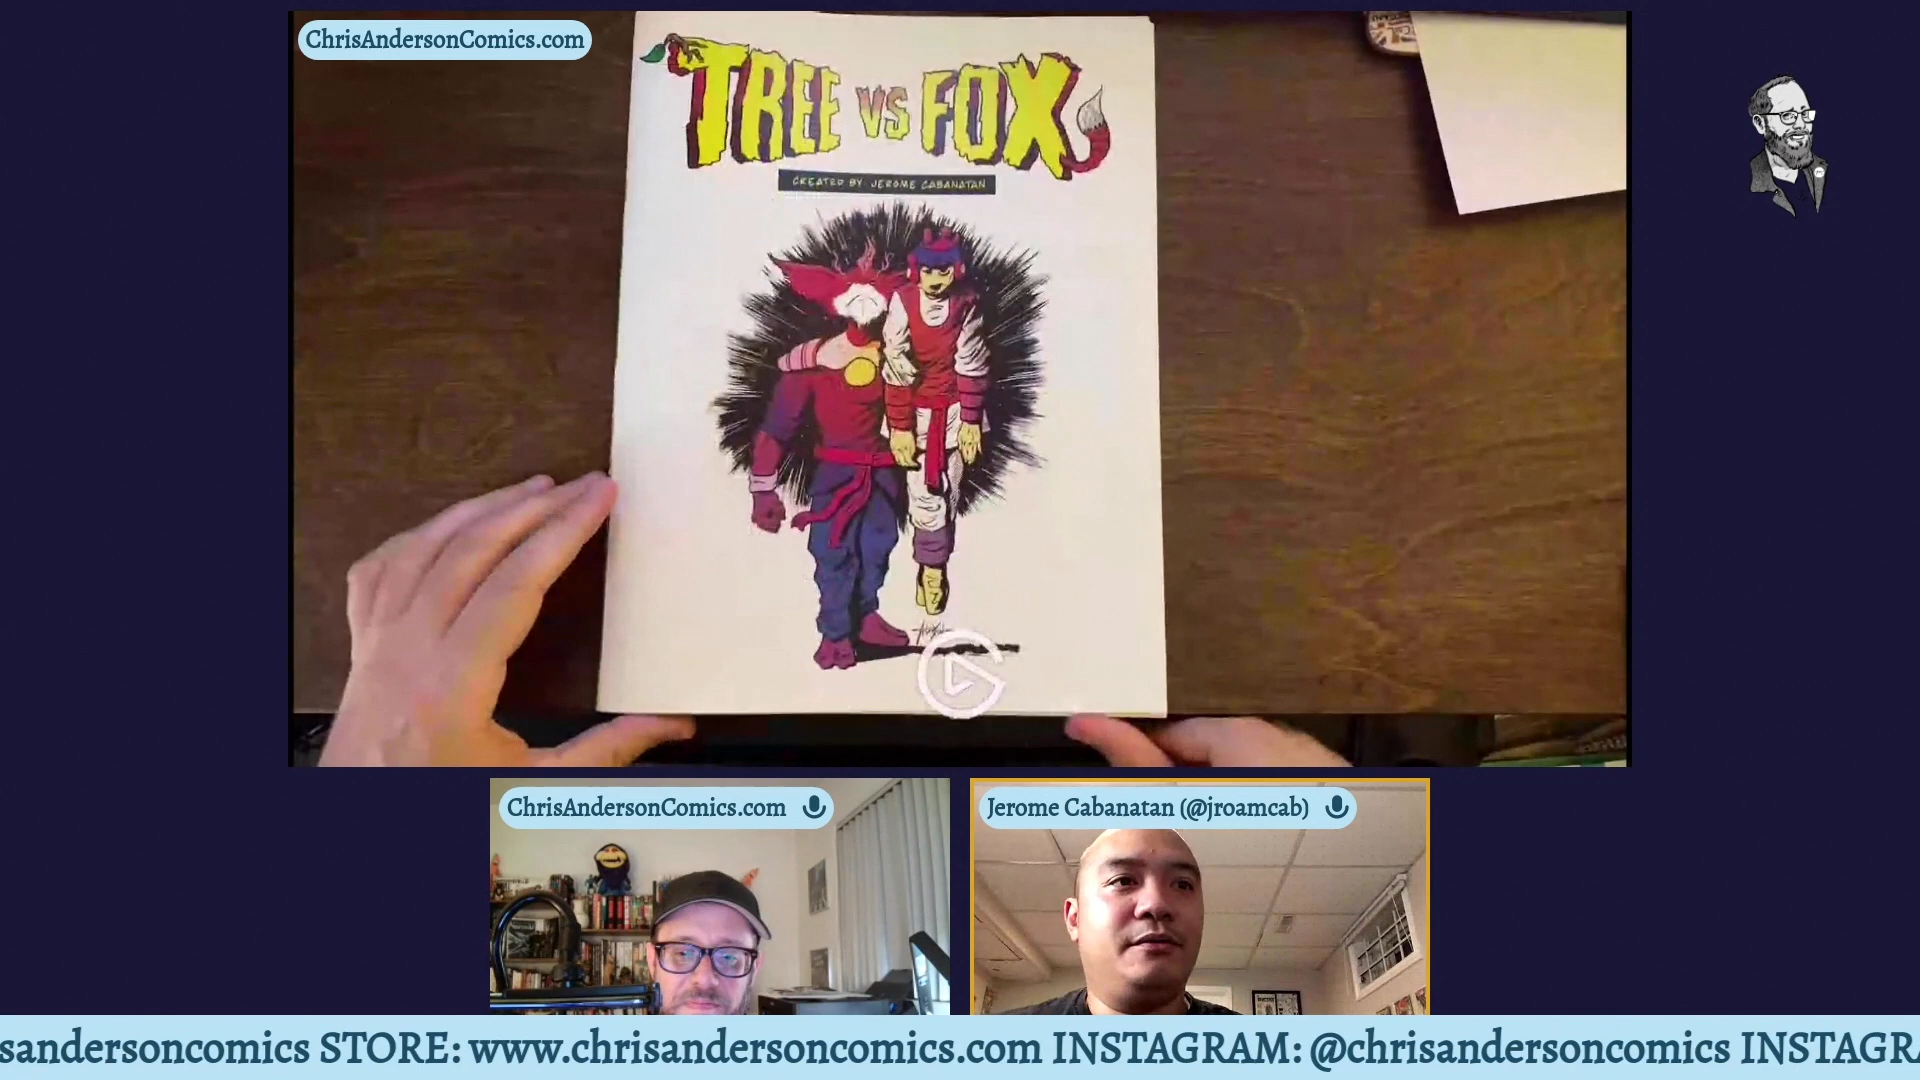 ChrisAndersonComics.com
TREE VS FOX
CREATED BY JEROME CABANATAN
ChrisAndersonComics.com
Jerome Cabanatan (@jroamcab)
sandersoncomics STORE: www.chrisandersoncomics.com INSTAGRAM: @chrisandersoncomics INSTAGRA